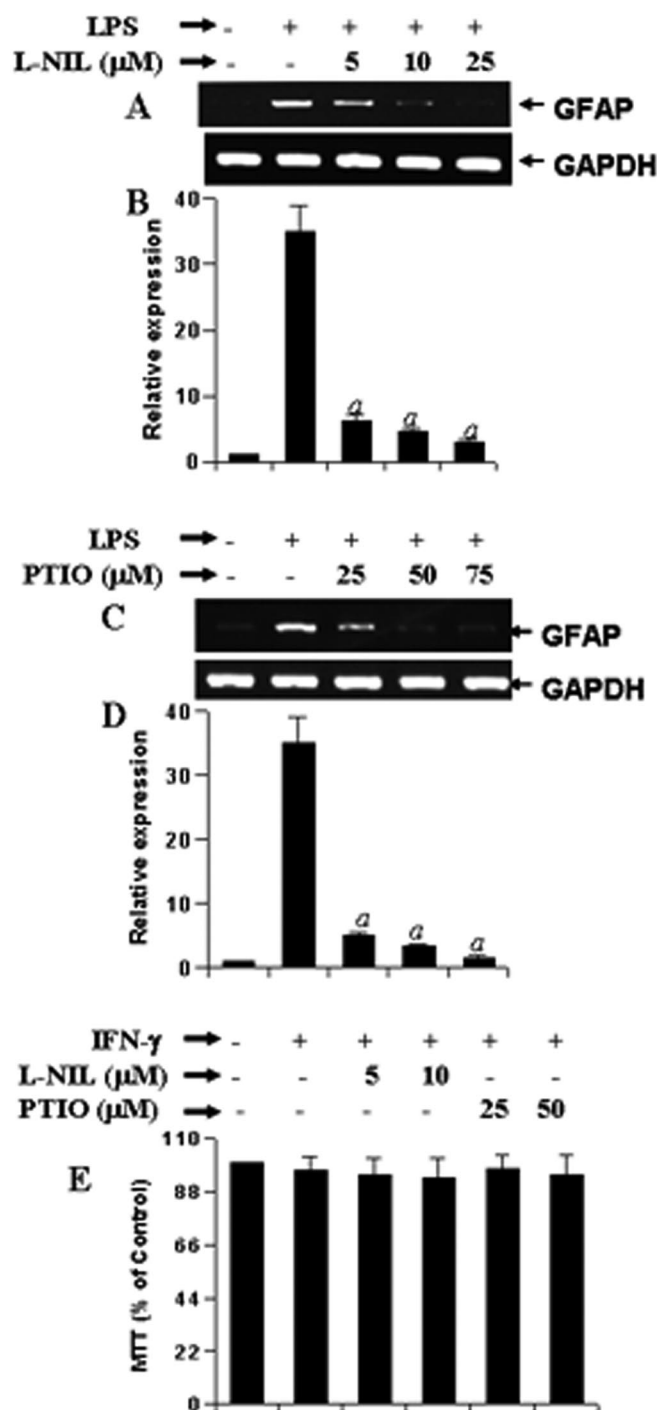 LPS - + + + +
L-NIL (µM) - - 5 10 25
A GFAP
GAPDH
B
40
30
20
10
0
Relative expression
a a a
LPS - + + + +
PTIO (µM) - - 25 50 75
C GFAP
GAPDH
D
40
30
20
10
0
Relative expression
a a a
IFN-γ - + + + + +
L-NIL (µM) - - 5 10 - -
PTIO (µM) - - - - 25 50
E
110
88
66
44
22
0
MTT (% of Control)